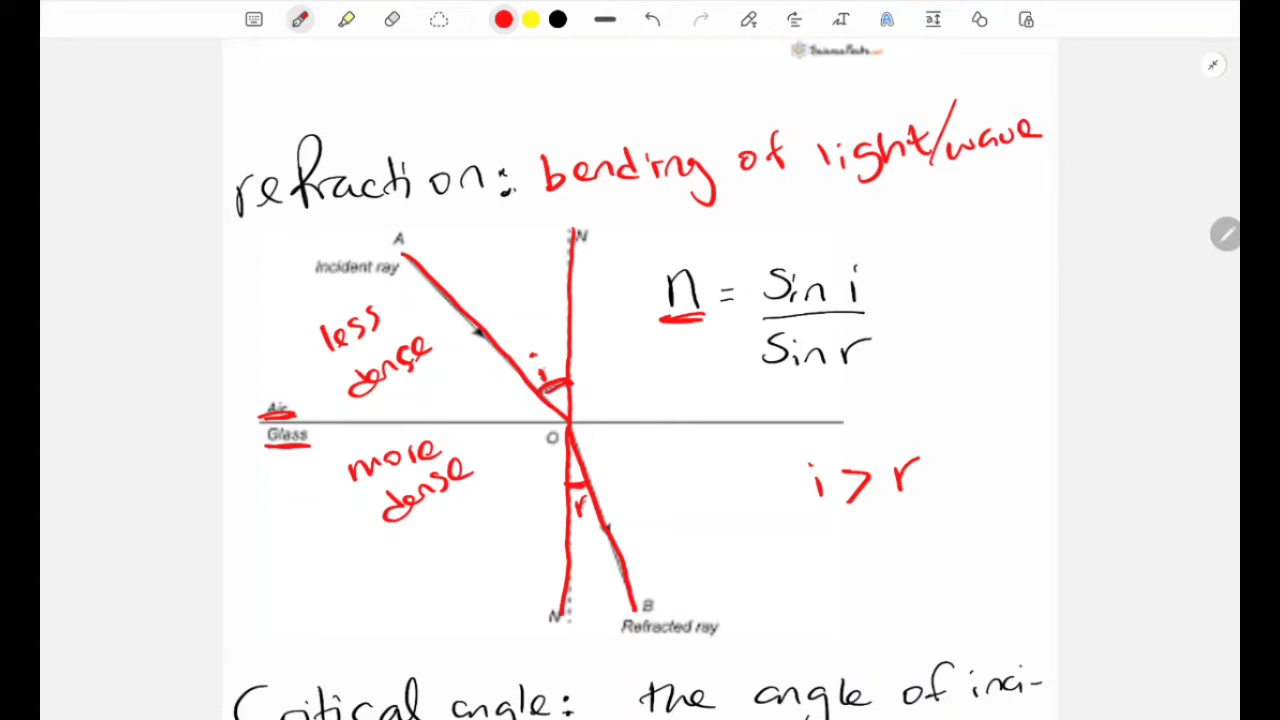 refraction: bending of light/wave
A
N
Incident ray
n = sin i / sin r
less
dense
i
Air
Glass
O
more
dense
i > r
r
N
B
Refracted ray
Critical angle: the angle of inci-